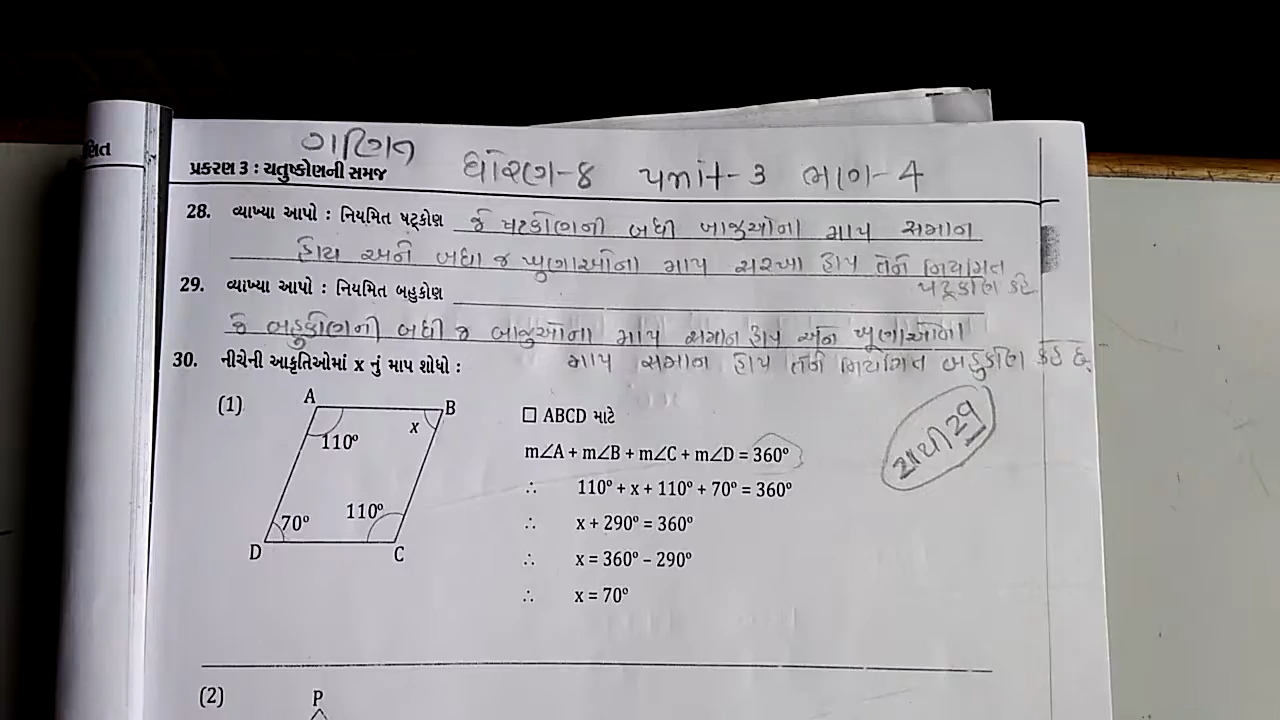 ણિત
ગણિત
પ્રકરણ 3 : ચતુષ્કોણની સમજ ધોરણ-8 ભાગ-4
28. વ્યાખ્યા આપો : નિયમિત ષટ્કોણ જે ષટકોણની બધી બાજુઓના માપ સમાન
હોય અને બધા જ ખુણાઓના માપ સરખા હોય તેને નિયમિત
ષટ્કોણ કહે
29. વ્યાખ્યા આપો : નિયમિત બહુકોણ
જે બહુકોણની બધી જ બાજુઓના માપ સમાન હોય અને ખૂણાઓના
30. નીચેની આકૃતિઓમાં x નું માપ શોધો : માપ સમાન હોય તેને નિયમિત બહુકોણ કહે છે.
(1) A B
x
110°
70° 110°
D C
□ ABCD માટે
m∠A + m∠B + m∠C + m∠D = 360°
∴ 110° + x + 110° + 70° = 360°
∴ x + 290° = 360°
∴ x = 360° – 290°
∴ x = 70°
(2) P